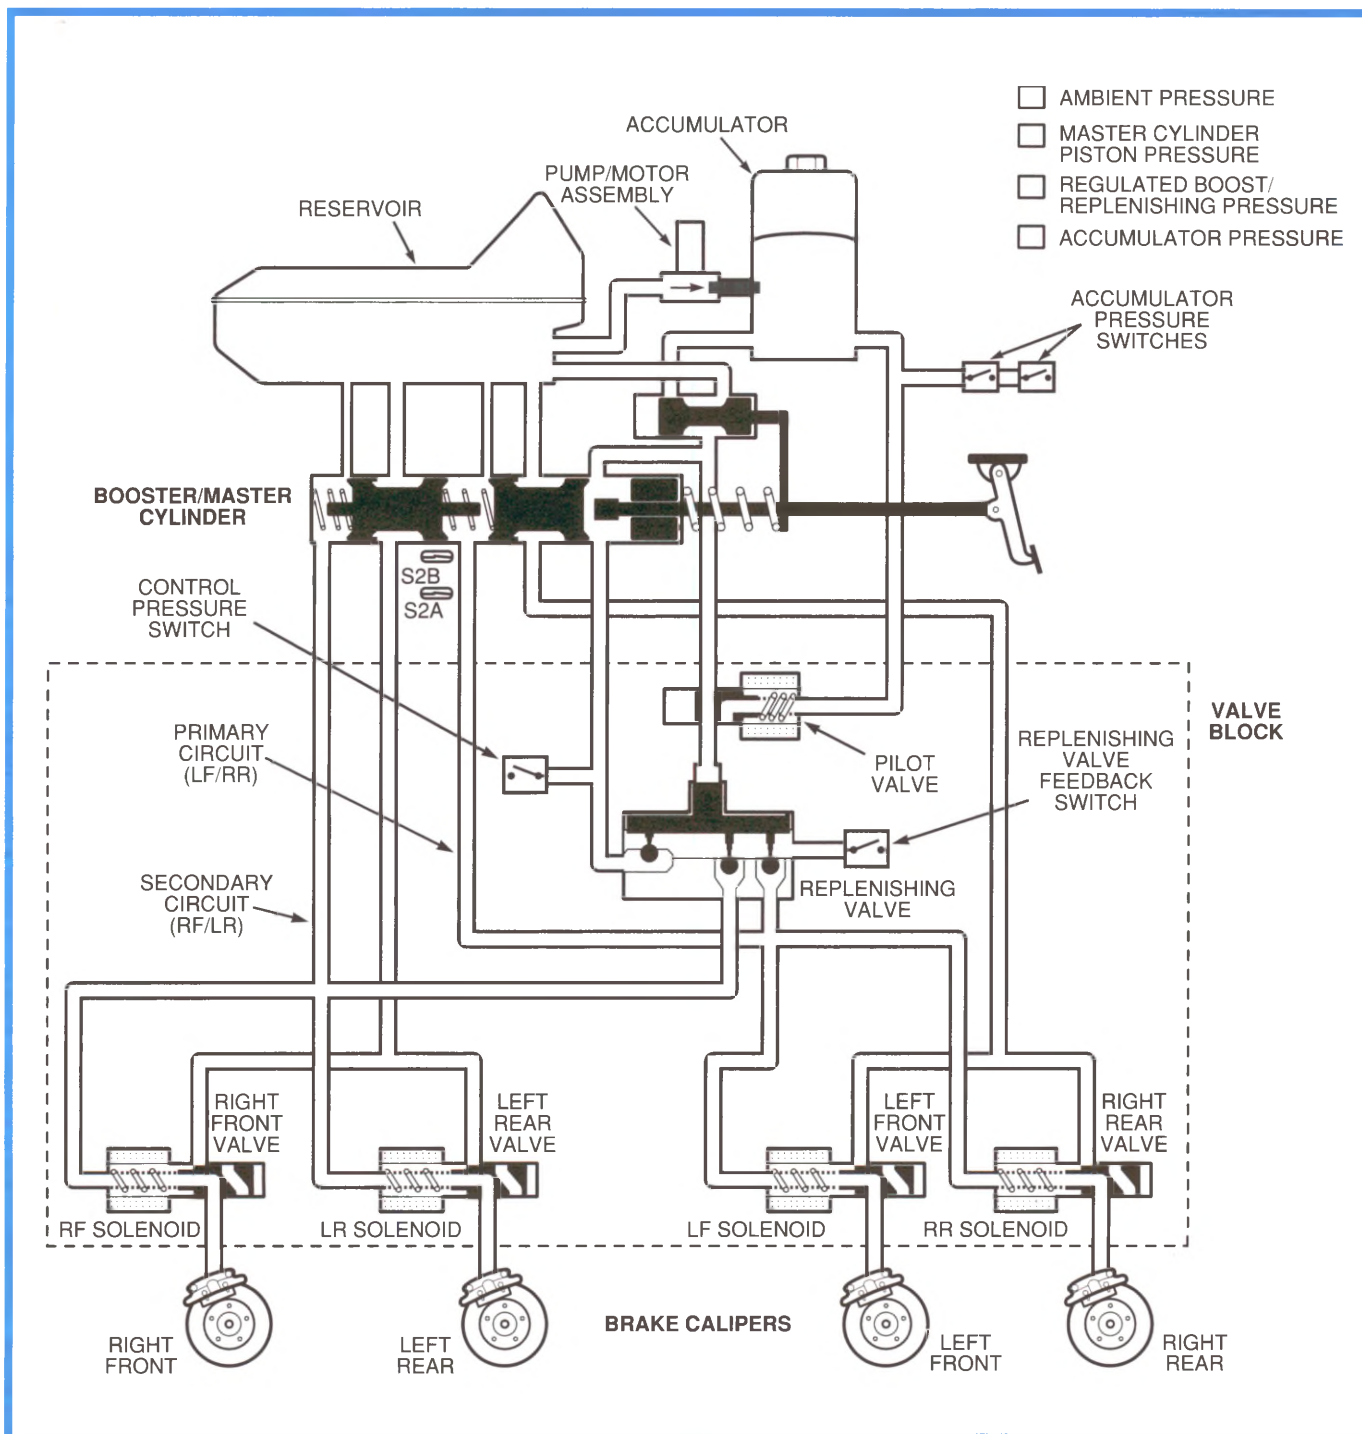 AMBIENT PRESSURE
MASTER CYLINDER
PISTON PRESSURE
REGULATED BOOST/
REPLENISHING PRESSURE
ACCUMULATOR PRESSURE
ACCUMULATOR
PUMP/MOTOR
ASSEMBLY
RESERVOIR
ACCUMULATOR
PRESSURE
SWITCHES
BOOSTER/MASTER
CYLINDER
S2B
S2A
CONTROL
PRESSURE
SWITCH
PRIMARY
CIRCUIT
(LF/RR)
SECONDARY
CIRCUIT
(RF/LR)
PILOT
VALVE
REPLENISHING
VALVE
FEEDBACK
SWITCH
VALVE
BLOCK
REPLENISHING
VALVE
RIGHT
FRONT
VALVE
LEFT
REAR
VALVE
LEFT
FRONT
VALVE
RIGHT
REAR
VALVE
RF SOLENOID
LR SOLENOID
LF SOLENOID
RR SOLENOID
RIGHT
FRONT
LEFT
REAR
BRAKE CALIPERS
LEFT
FRONT
RIGHT
REAR